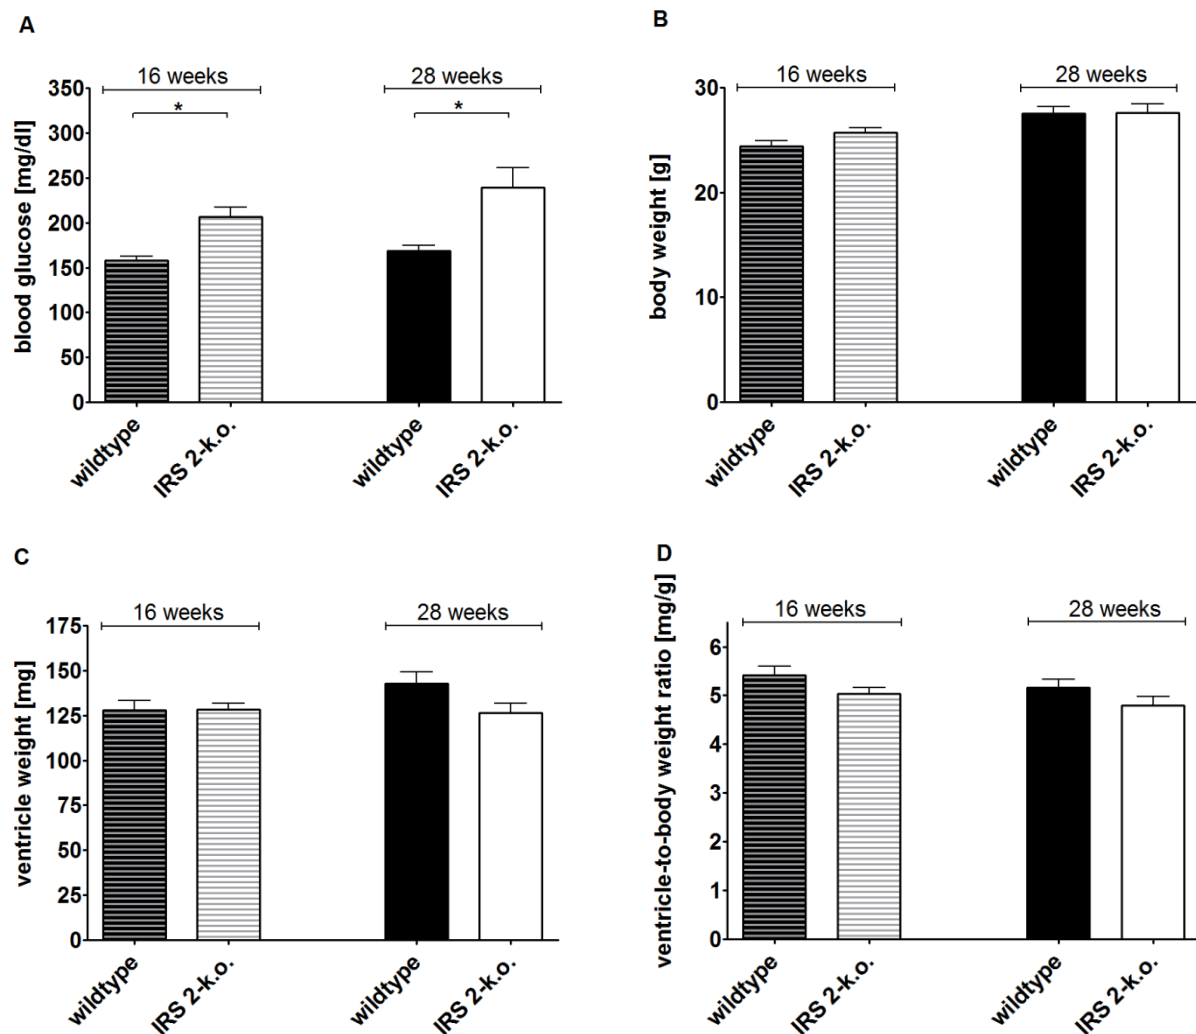 A
16 weeks
28 weeks
*
*
blood glucose [mg/dl]
350
300
250
200
150
100
50
0
wildtype
IRS 2-k.o.
wildtype
IRS 2-k.o.
B
16 weeks
28 weeks
body weight [g]
30
20
10
0
wildtype
IRS 2-k.o.
wildtype
IRS 2-k.o.
C
16 weeks
28 weeks
ventricle weight [mg]
175
150
125
100
75
50
25
0
wildtype
IRS 2-k.o.
wildtype
IRS 2-k.o.
D
16 weeks
28 weeks
ventricle-to-body weight ratio [mg/g]
6
5
4
3
2
1
0
wildtype
IRS 2-k.o.
wildtype
IRS 2-k.o.